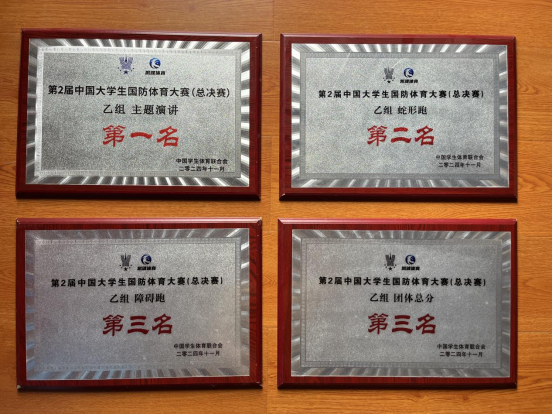 第2届中国大学生国防体育大赛(总决赛)
乙组 主题演讲
第一名
中国学生体育联合会
二〇二四年十一月
第2届中国大学生国防体育大赛(总决赛)
乙组 蛇形跑
第二名
中国学生体育联合会
二〇二四年十一月
第2届中国大学生国防体育大赛(总决赛)
乙组 障碍跑
第三名
中国学生体育联合会
二〇二四年十一月
第2届中国大学生国防体育大赛(总决赛)
乙组 团体总分
第三名
中国学生体育联合会
二〇二四年十一月